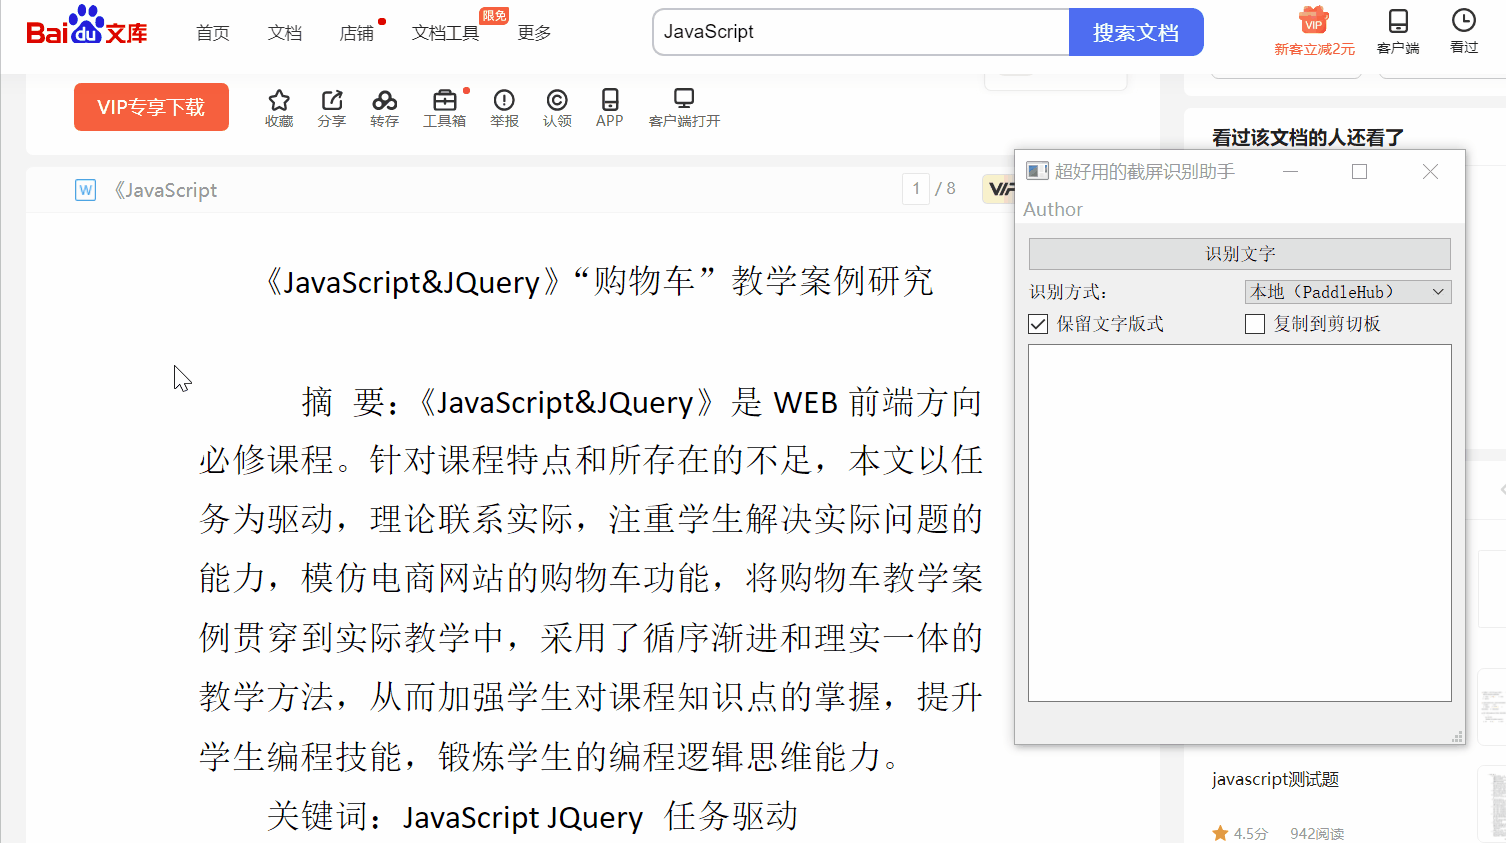 Bai du 文库
首页 文档 店铺 文档工具 限免 更多
JavaScript
搜索文档
VIP
新客立减2元 客户端 看过
VIP专享下载
收藏 分享 转存 工具箱 举报 认领 APP 客户端打开
W 《JavaScript
1 / 8
VIP
《JavaScript&JQuery》“购物车”教学案例研究
摘 要：《JavaScript&JQuery》是 WEB 前端方向
必修课程。针对课程特点和所存在的不足，本文以任
务为驱动，理论联系实际，注重学生解决实际问题的
能力，模仿电商网站的购物车功能，将购物车教学案
例贯穿到实际教学中，采用了循序渐进和理实一体的
教学方法，从而加强学生对课程知识点的掌握，提升
学生编程技能，锻炼学生的编程逻辑思维能力。
关键词：JavaScript JQuery 任务驱动
看过该文档的人还看了
超好用的截屏识别助手
Author
识别文字
识别方式：
本地（PaddleHub）
保留文字版式
复制到剪切板
javascript测试题
4.5分 942阅读